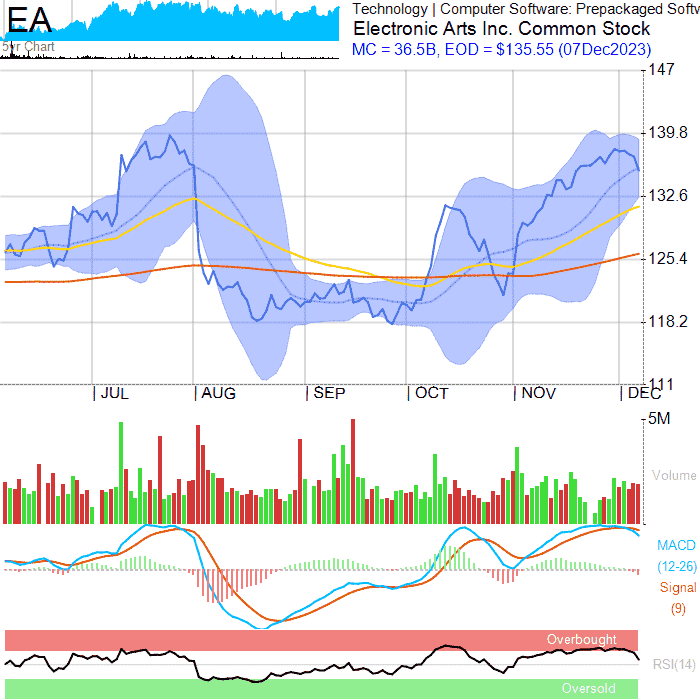 EA
5yr Chart
Technology | Computer Software: Prepackaged Softw
Electronic Arts Inc. Common Stock
MC = 36.5B, EOD = $135.55 (07Dec2023)
147
139.8
132.6
125.4
118.2
111
JUL
AUG
SEP
OCT
NOV
DEC
5M
Volume
MACD
(12-26)
Signal
(9)
Overbought
RSI(14)
Oversold